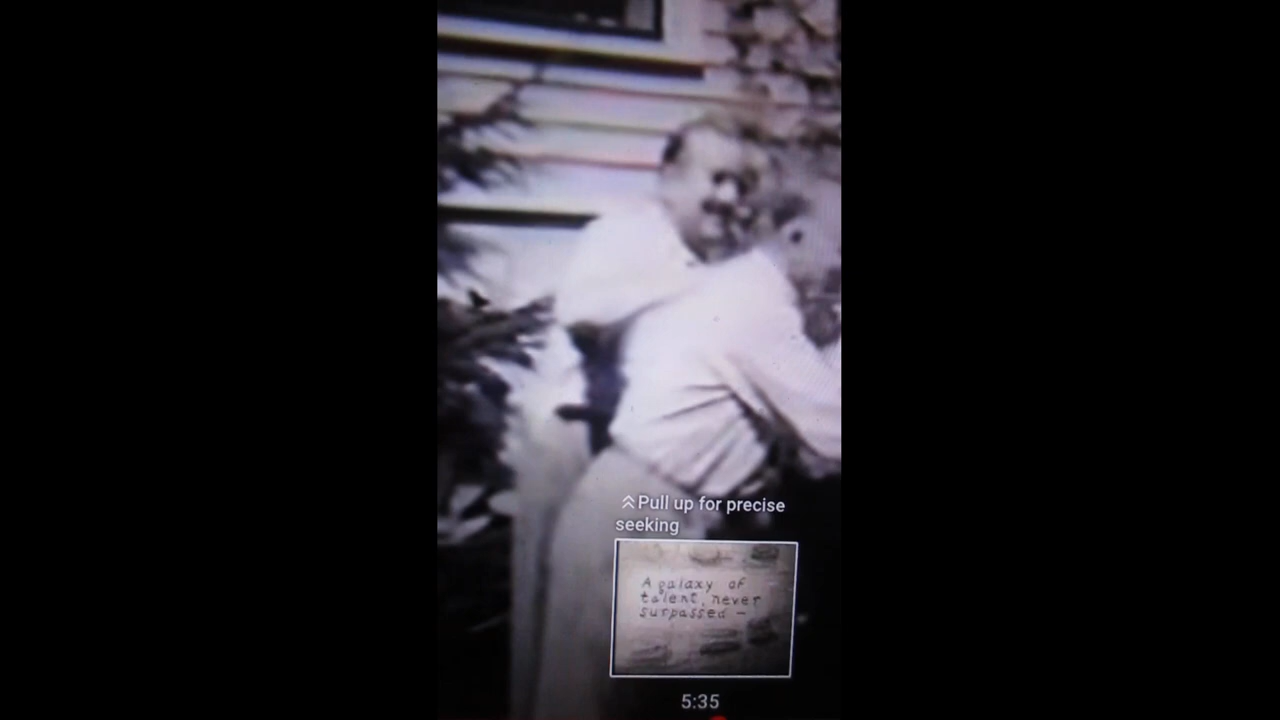 Pull up for precise
seeking
A galaxy of
talent, never
surpassed —
5:35